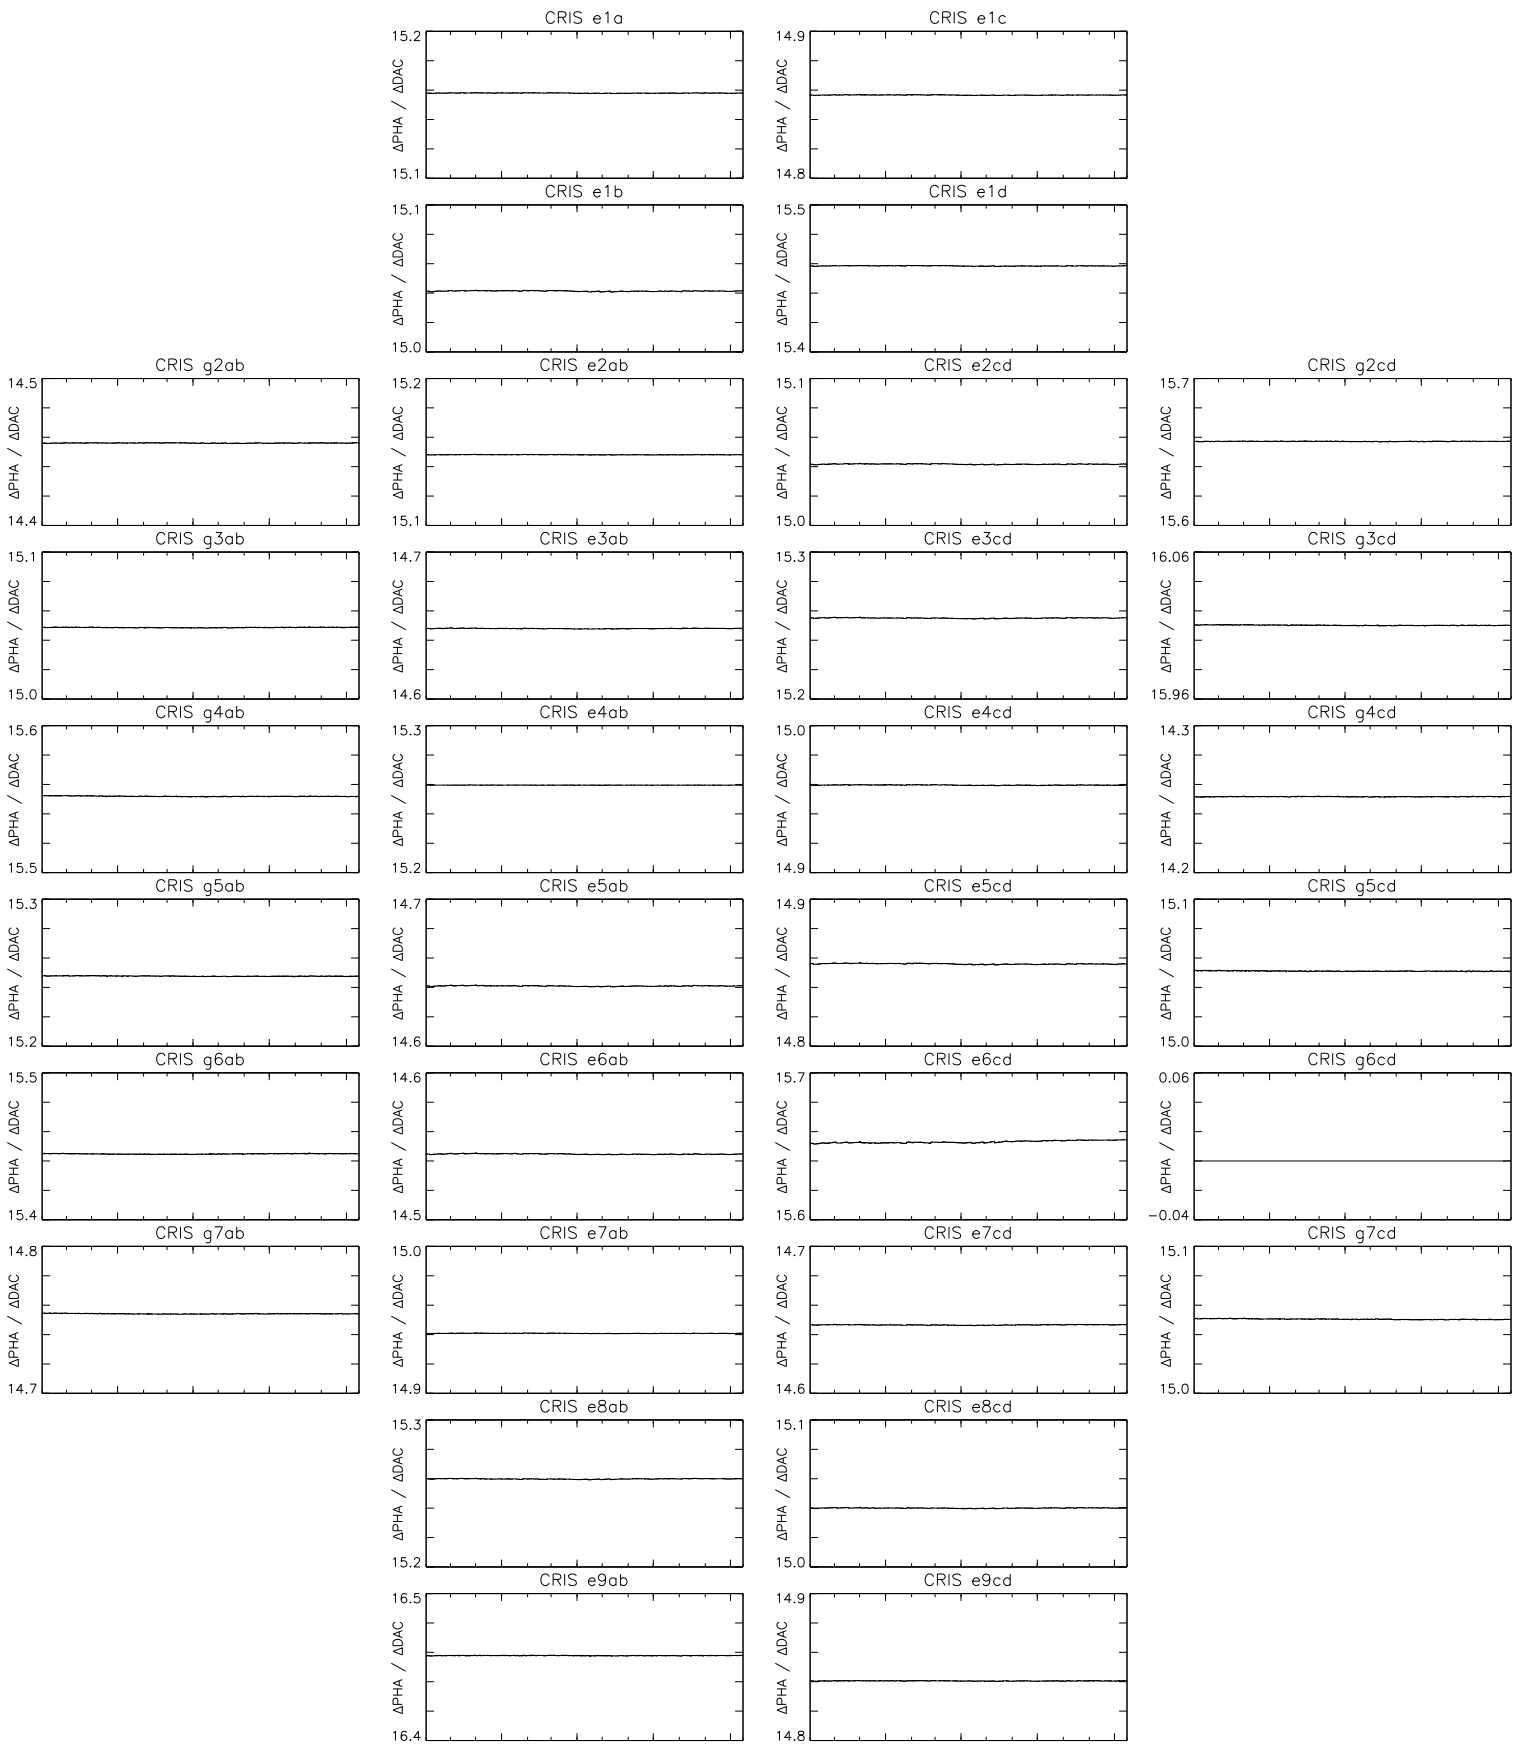 CRIS e1a
CRIS e1c
15.2
ΔPHA / ΔDAC
15.1
14.9
ΔPHA / ΔDAC
14.8
CRIS e1b
CRIS e1d
15.1
ΔPHA / ΔDAC
15.0
15.5
ΔPHA / ΔDAC
15.4
CRIS g2ab
CRIS e2ab
CRIS e2cd
CRIS g2cd
14.5
ΔPHA / ΔDAC
14.4
15.2
ΔPHA / ΔDAC
15.1
15.1
ΔPHA / ΔDAC
15.0
15.7
ΔPHA / ΔDAC
15.6
CRIS g3ab
CRIS e3ab
CRIS e3cd
CRIS g3cd
15.1
ΔPHA / ΔDAC
15.0
14.7
ΔPHA / ΔDAC
14.6
15.3
ΔPHA / ΔDAC
15.2
16.06
ΔPHA / ΔDAC
15.96
CRIS g4ab
CRIS e4ab
CRIS e4cd
CRIS g4cd
15.6
ΔPHA / ΔDAC
15.5
15.3
ΔPHA / ΔDAC
15.2
15.0
ΔPHA / ΔDAC
14.9
14.3
ΔPHA / ΔDAC
14.2
CRIS g5ab
CRIS e5ab
CRIS e5cd
CRIS g5cd
15.3
ΔPHA / ΔDAC
15.2
14.7
ΔPHA / ΔDAC
14.6
14.9
ΔPHA / ΔDAC
14.8
15.1
ΔPHA / ΔDAC
15.0
CRIS g6ab
CRIS e6ab
CRIS e6cd
CRIS g6cd
15.5
ΔPHA / ΔDAC
15.4
14.6
ΔPHA / ΔDAC
14.5
15.7
ΔPHA / ΔDAC
15.6
0.06
ΔPHA / ΔDAC
−0.04
CRIS g7ab
CRIS e7ab
CRIS e7cd
CRIS g7cd
14.8
ΔPHA / ΔDAC
14.7
15.0
ΔPHA / ΔDAC
14.9
14.7
ΔPHA / ΔDAC
14.6
15.1
ΔPHA / ΔDAC
15.0
CRIS e8ab
CRIS e8cd
15.3
ΔPHA / ΔDAC
15.2
15.1
ΔPHA / ΔDAC
15.0
CRIS e9ab
CRIS e9cd
16.5
ΔPHA / ΔDAC
16.4
14.9
ΔPHA / ΔDAC
14.8